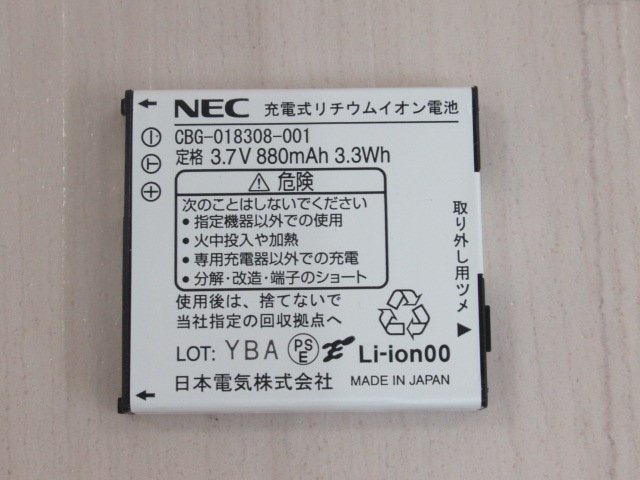 NEC 充電式リチウムイオン電池
CBG-018308-001
定格 3.7V 880mAh 3.3Wh
危険
次のことはしないでください
• 指定機器以外での使用
• 火中投入や加熱
• 専用充電器以外での充電
• 分解・改造・端子のショート
使用後は、捨てないで
当社指定の回収拠点へ
LOT: YBA PSE Li-ion00
日本電気株式会社 MADE IN JAPAN
取り外し用ツメ